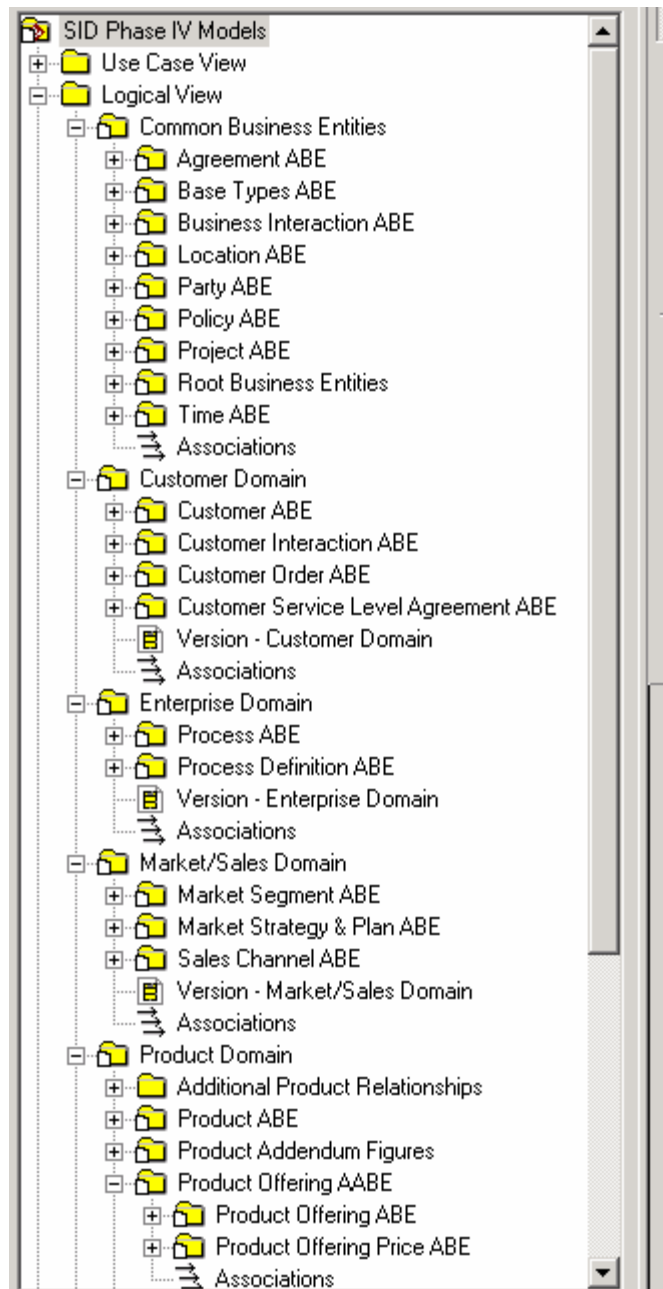 SID Phase IV Models
Use Case View
Logical View
Common Business Entities
Agreement ABE
Base Types ABE
Business Interaction ABE
Location ABE
Party ABE
Policy ABE
Project ABE
Root Business Entities
Time ABE
Associations
Customer Domain
Customer ABE
Customer Interaction ABE
Customer Order ABE
Customer Service Level Agreement ABE
Version - Customer Domain
Associations
Enterprise Domain
Process ABE
Process Definition ABE
Version - Enterprise Domain
Associations
Market/Sales Domain
Market Segment ABE
Market Strategy & Plan ABE
Sales Channel ABE
Version - Market/Sales Domain
Associations
Product Domain
Additional Product Relationships
Product ABE
Product Addendum Figures
Product Offering AABE
Product Offering ABE
Product Offering Price ABE
Associations